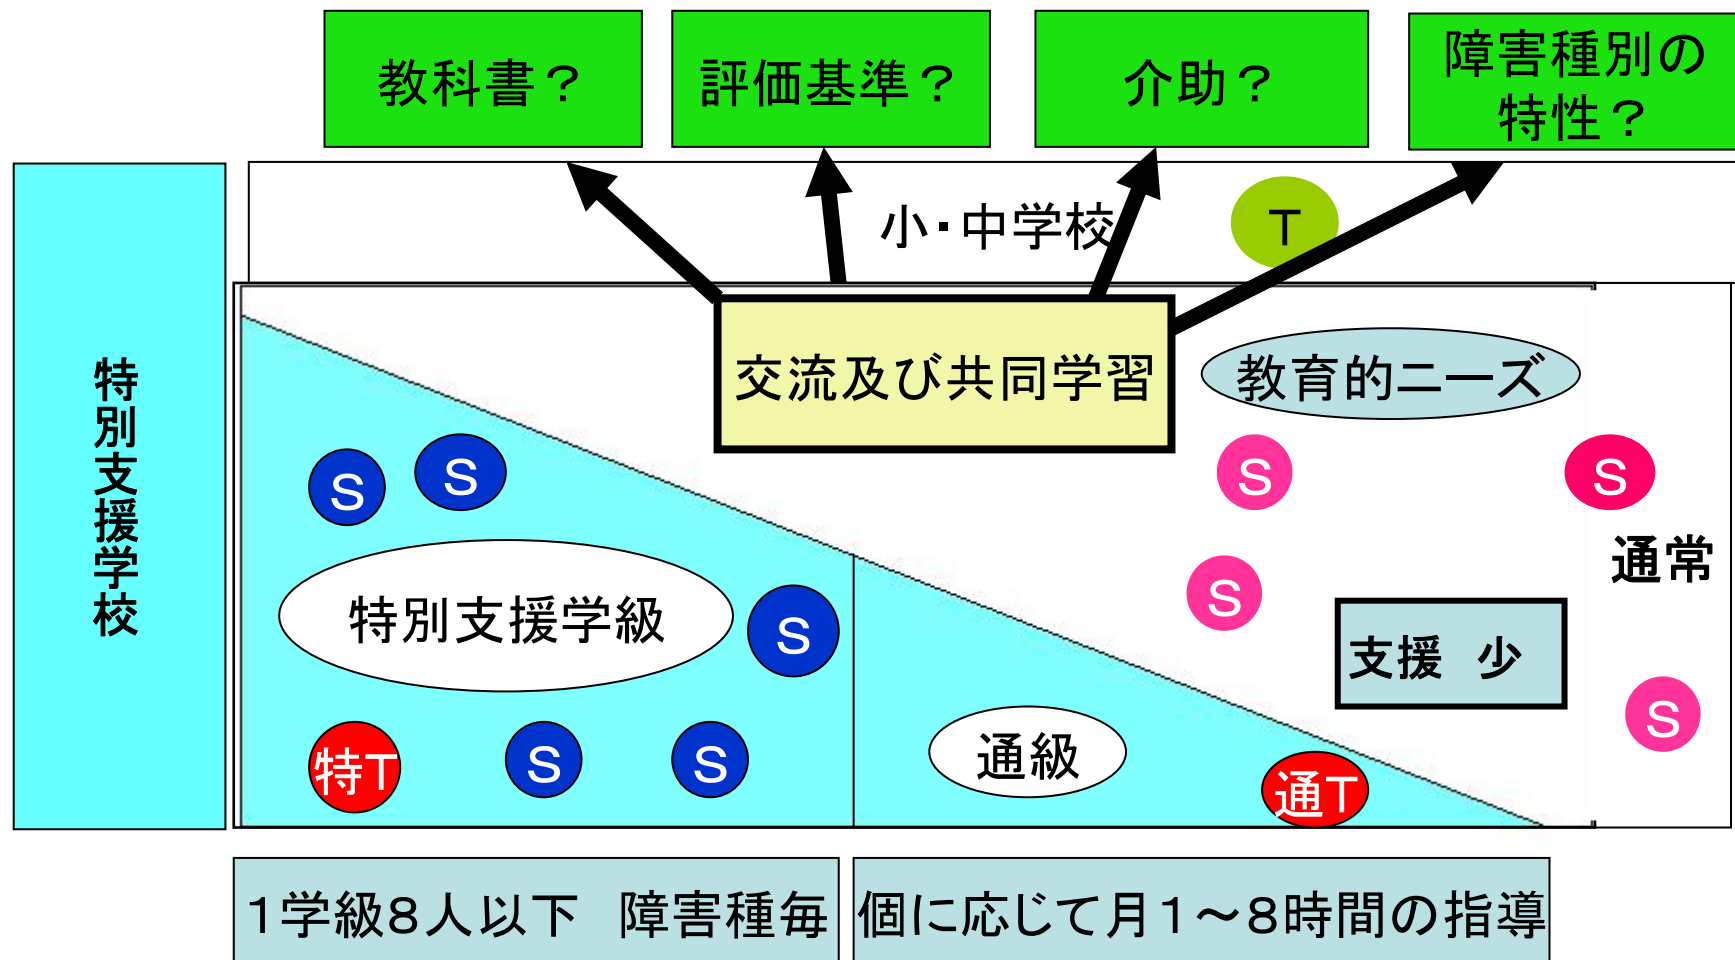 教科書？
評価基準？
介助？
障害種別の
特性？
小・中学校
T
特別支援学校
交流及び共同学習
教育的ニーズ
S
S
S
S
通常
S
特別支援学級
S
支援　少
S
特T
S
S
通級
通T
1学級8人以下　障害種毎
個に応じて月1～8時間の指導